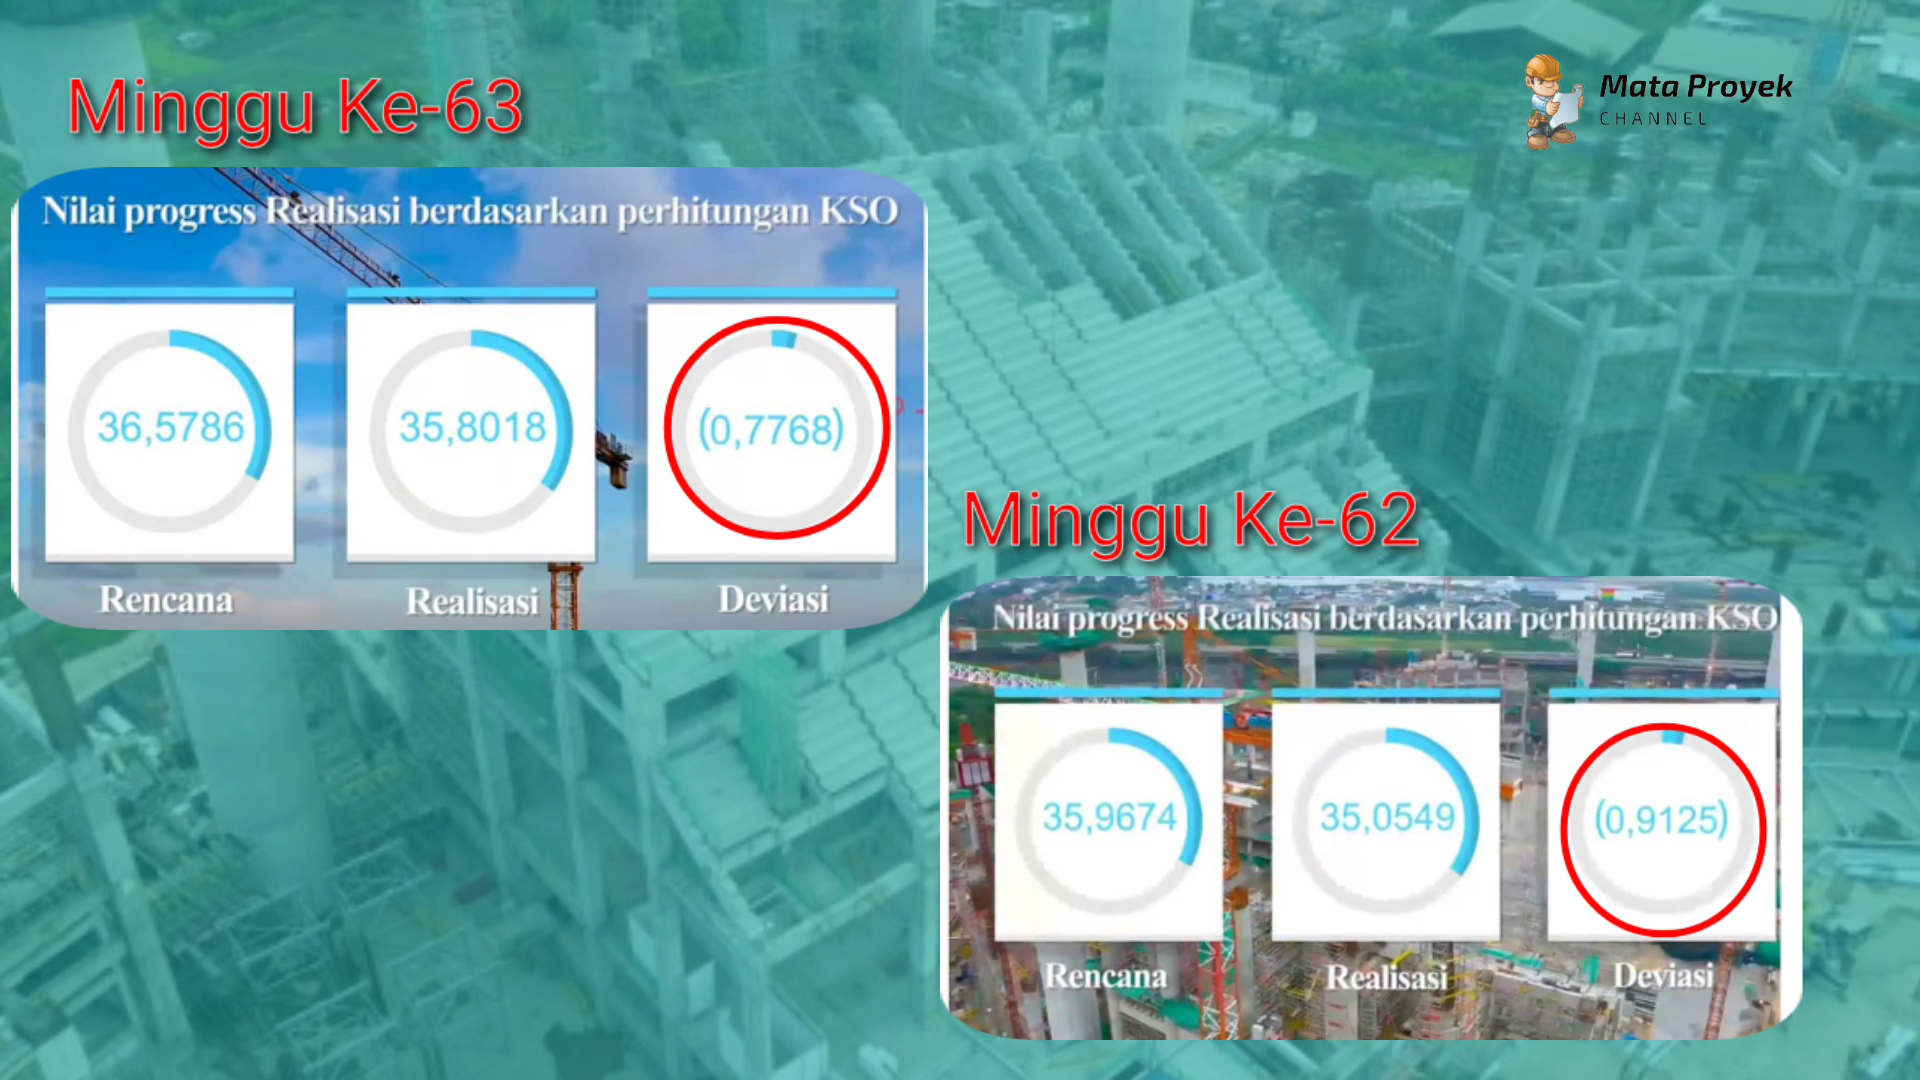 Minggu Ke-63
Mata Proyek
CHANNEL
Nilai progress Realisasi berdasarkan perhitungan KSO
36,5786
35,8018
(0,7768)
Rencana
Realisasi
Deviasi
Minggu Ke-62
Nilai progress Realisasi berdasarkan perhitungan KSO
35,9674
35,0549
(0,9125)
Rencana
Realisasi
Deviasi